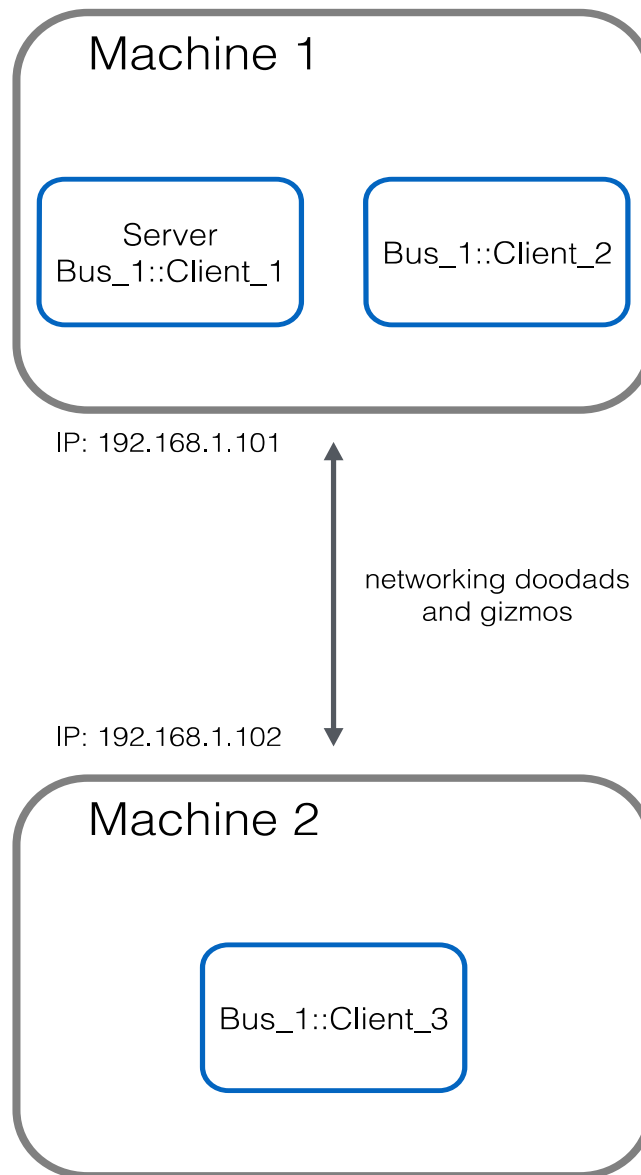 Machine 1
Server
Bus_1::Client_1
Bus_1::Client_2
IP: 192.168.1.101
networking doodads
and gizmos
IP: 192.168.1.102
Machine 2
Bus_1::Client_3